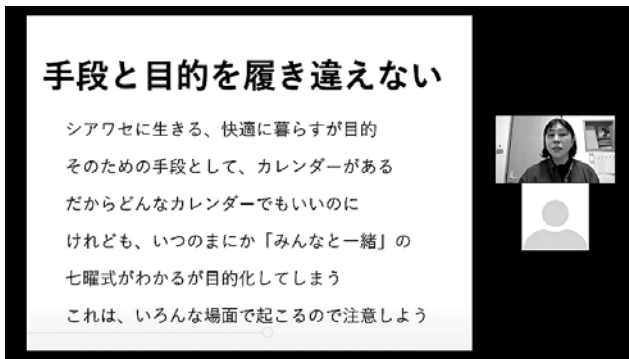 手段と目的を履き違えない
シアワセに生きる、快適に暮らすが目的
そのための手段として、カレンダーがある
だからどんなカレンダーでもいいのに
けれども、いつのまにか「みんなと一緒」の
七曜式がわかるが目的化してしまう
これは、いろんな場面で起こるので注意しよう